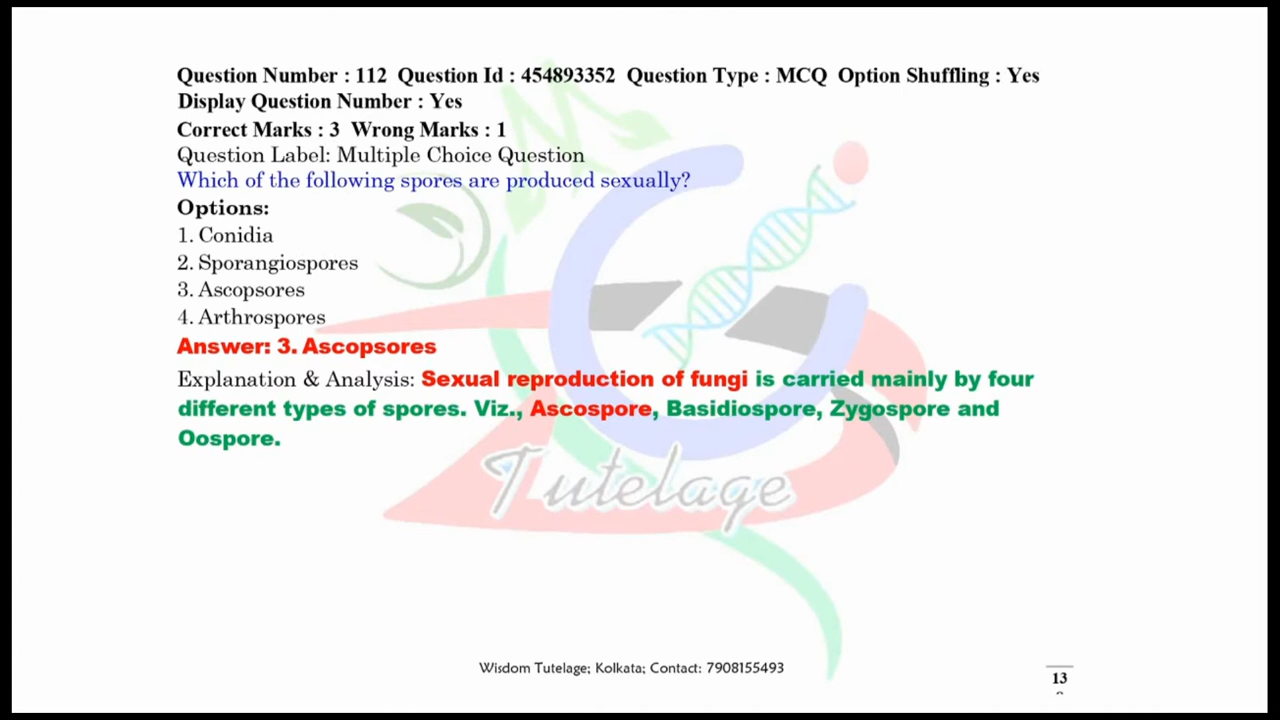 Question Number : 112 Question Id : 454893352 Question Type : MCQ Option Shuffling : Yes
Display Question Number : Yes
Correct Marks : 3 Wrong Marks : 1
Question Label: Multiple Choice Question
Which of the following spores are produced sexually?
Options:
1. Conidia
2. Sporangiospores
3. Ascopsores
4. Arthrospores
Answer: 3. Ascopsores
Explanation & Analysis: Sexual reproduction of fungi is carried mainly by four
different types of spores. Viz., Ascospore, Basidiospore, Zygospore and
Oospore.
Tutelage
Wisdom Tutelage; Kolkata; Contact: 7908155493
13